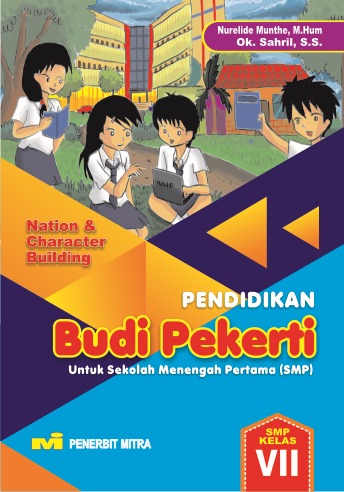 Nurelide Munthe, M.Hum
Ok. Sahril, S.S.
Nation &
Character
Building
PENDIDIKAN
Budi Pekerti
Untuk Sekolah Menengah Pertama (SMP)
PENERBIT MITRA
SMP
KELAS
VII